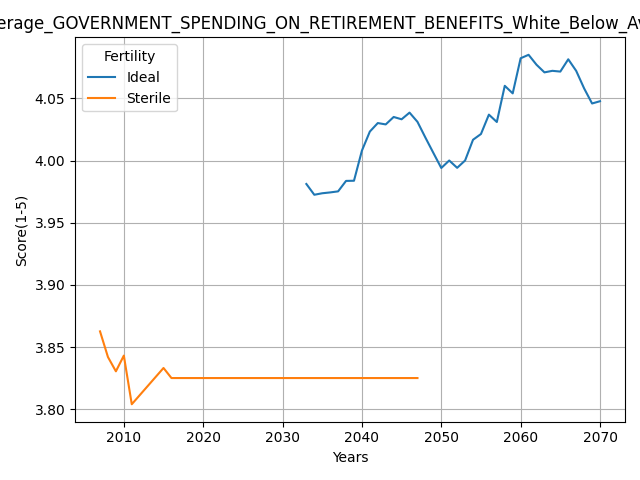 erage_GOVERNMENT_SPENDING_ON_RETIREMENT_BENEFITS_White_Below_Av
Fertility
Ideal
Sterile
Score(1-5)
4.05
4.00
3.95
3.90
3.85
3.80
2010 2020 2030 2040 2050 2060 2070
Years